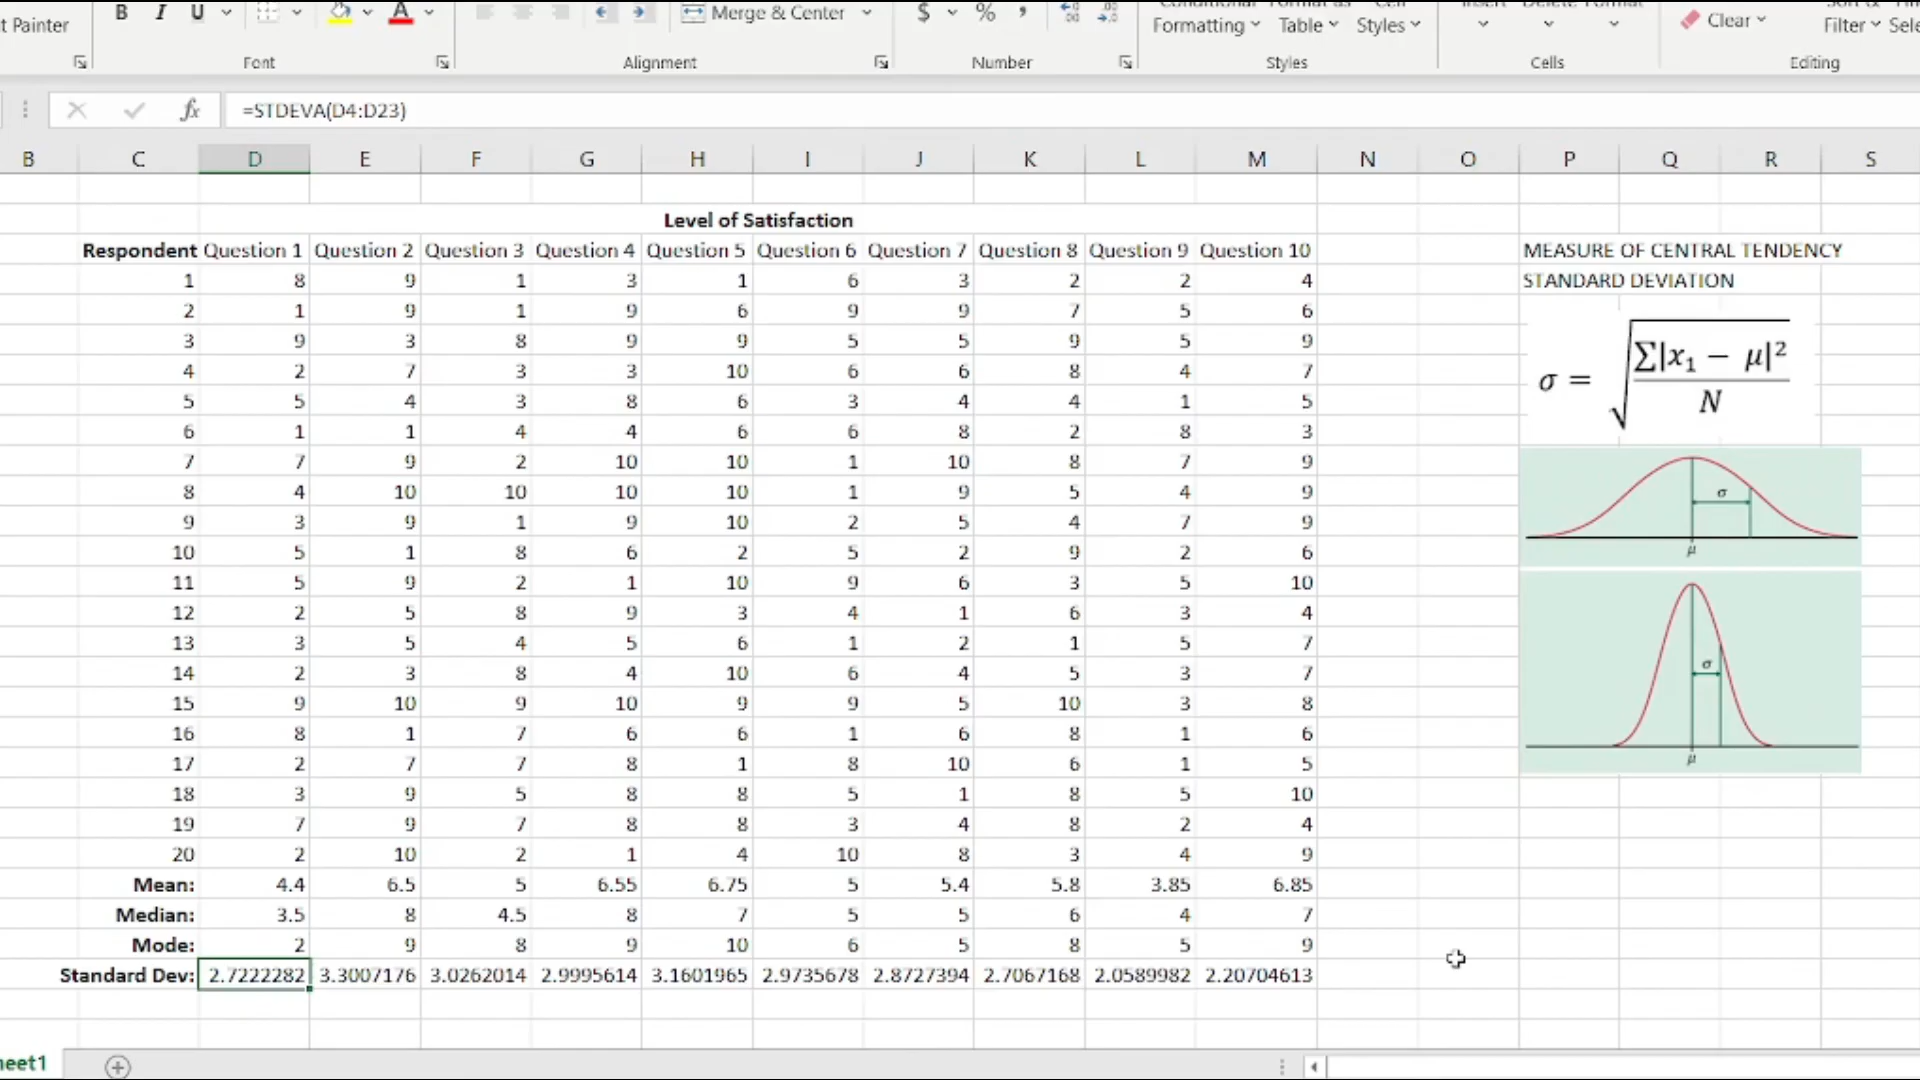 t Painter B I U A Merge & Center $ % , Formatting Table Styles Clear Filter Sele
Font Alignment Number Styles Cells Editing
fx =STDEVA(D4:D23)
B C D E F G H I J K L M N O P Q R S
Level of Satisfaction
Respondent Question 1 Question 2 Question 3 Question 4 Question 5 Question 6 Question 7 Question 8 Question 9 Question 10 MEASURE OF CENTRAL TENDENCY
1 8 9 1 3 1 6 3 2 2 4 STANDARD DEVIATION
2 1 9 1 9 6 9 9 7 5 6
3 9 3 8 9 9 5 5 9 5 9
4 2 7 3 3 10 6 6 8 4 7
5 5 4 3 8 6 3 4 4 1 5
6 1 1 4 4 6 6 8 2 8 3
7 7 9 2 10 10 1 10 8 7 9
8 4 10 10 10 10 1 9 5 4 9
9 3 9 1 9 10 2 5 4 7 9
10 5 1 8 6 2 5 2 9 2 6
11 5 9 2 1 10 9 6 3 5 10
12 2 5 8 9 3 4 1 6 3 4
13 3 5 4 5 6 1 2 1 5 7
14 2 3 8 4 10 6 4 5 3 7
15 9 10 9 10 9 9 5 10 3 8
16 8 1 7 6 6 1 6 8 1 6
17 2 7 7 8 1 8 10 6 1 5
18 3 9 5 8 8 5 1 8 5 10
19 7 9 7 8 8 3 4 8 2 4
20 2 10 2 1 4 10 8 3 4 9
Mean: 4.4 6.5 5 6.55 6.75 5 5.4 5.8 3.85 6.85
Median: 3.5 8 4.5 8 7 5 5 6 4 7
Mode: 2 9 8 9 10 6 5 8 5 9
Standard Dev: 2.7222282 3.3007176 3.0262014 2.9995614 3.1601965 2.9735678 2.8727394 2.7067168 2.0589982 2.20704613
σ = √ Σ|x₁ − μ|²
N
σ
μ
σ
μ
heet1